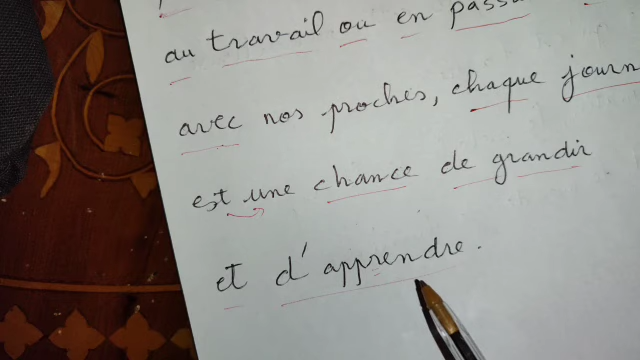 au travail ou en
avec nos proches, chaque
est une chance de grandir
et d'apprendre.